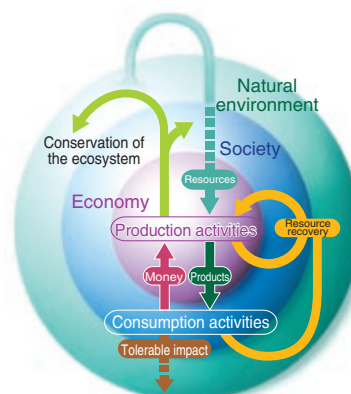 Natural
environment
Conservation of
the ecosystem
Society
Resources
Economy
Production activities
Resource
recovery
Money
Products
Consumption activities
Tolerable impact